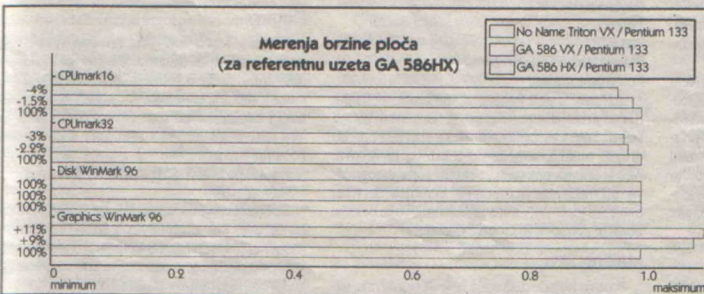 Merenja brzine ploča
(za referentnu uzeta GA 586HX)
No Name Triton VX / Pentium 133
GA 586 VX / Pentium 133
GA 586 HX / Pentium 133
CPUmark16
-4%
-1.5%
100%
CPUmark32
-3%
-2.2%
100%
Disk WinMark 96
100%
100%
100%
Graphics WinMark 96
+11%
+9%
100%
0 0.2 0.4 0.6 0.8 1.0
minimum maksimum